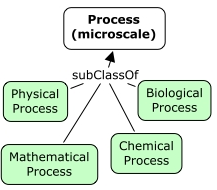 Process
(microscale)
subClassOf
Physical
Process
Biological
Process
Mathematical
Process
Chemical
Process